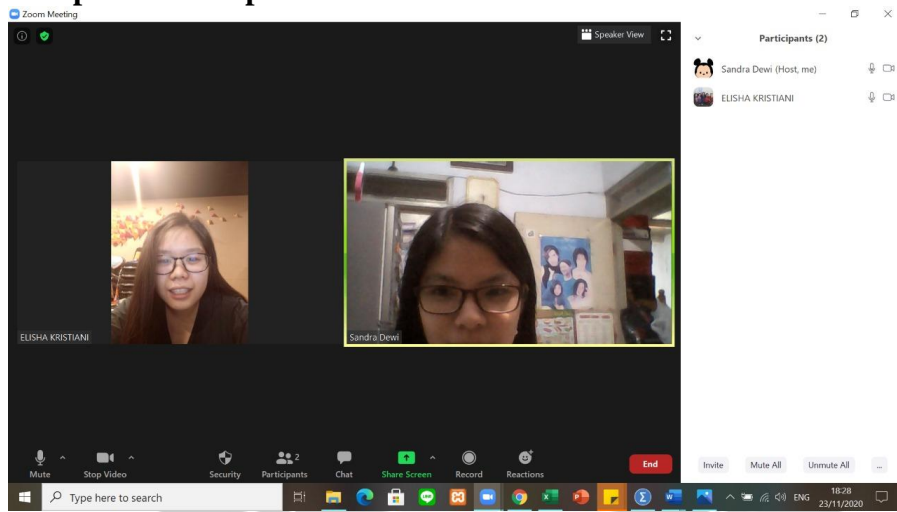 Zoom Meeting
Speaker View
Participants (2)
Sandra Dewi (Host, me)
ELISHA KRISTIANI
ELISHA KRISTIANI
Sandra Dewi
2
Mute
Stop Video
Security
Participants
Chat
Share Screen
Record
Reactions
End
Invite
Mute All
Unmute All
...
Type here to search
ENG
18:28
23/11/2020